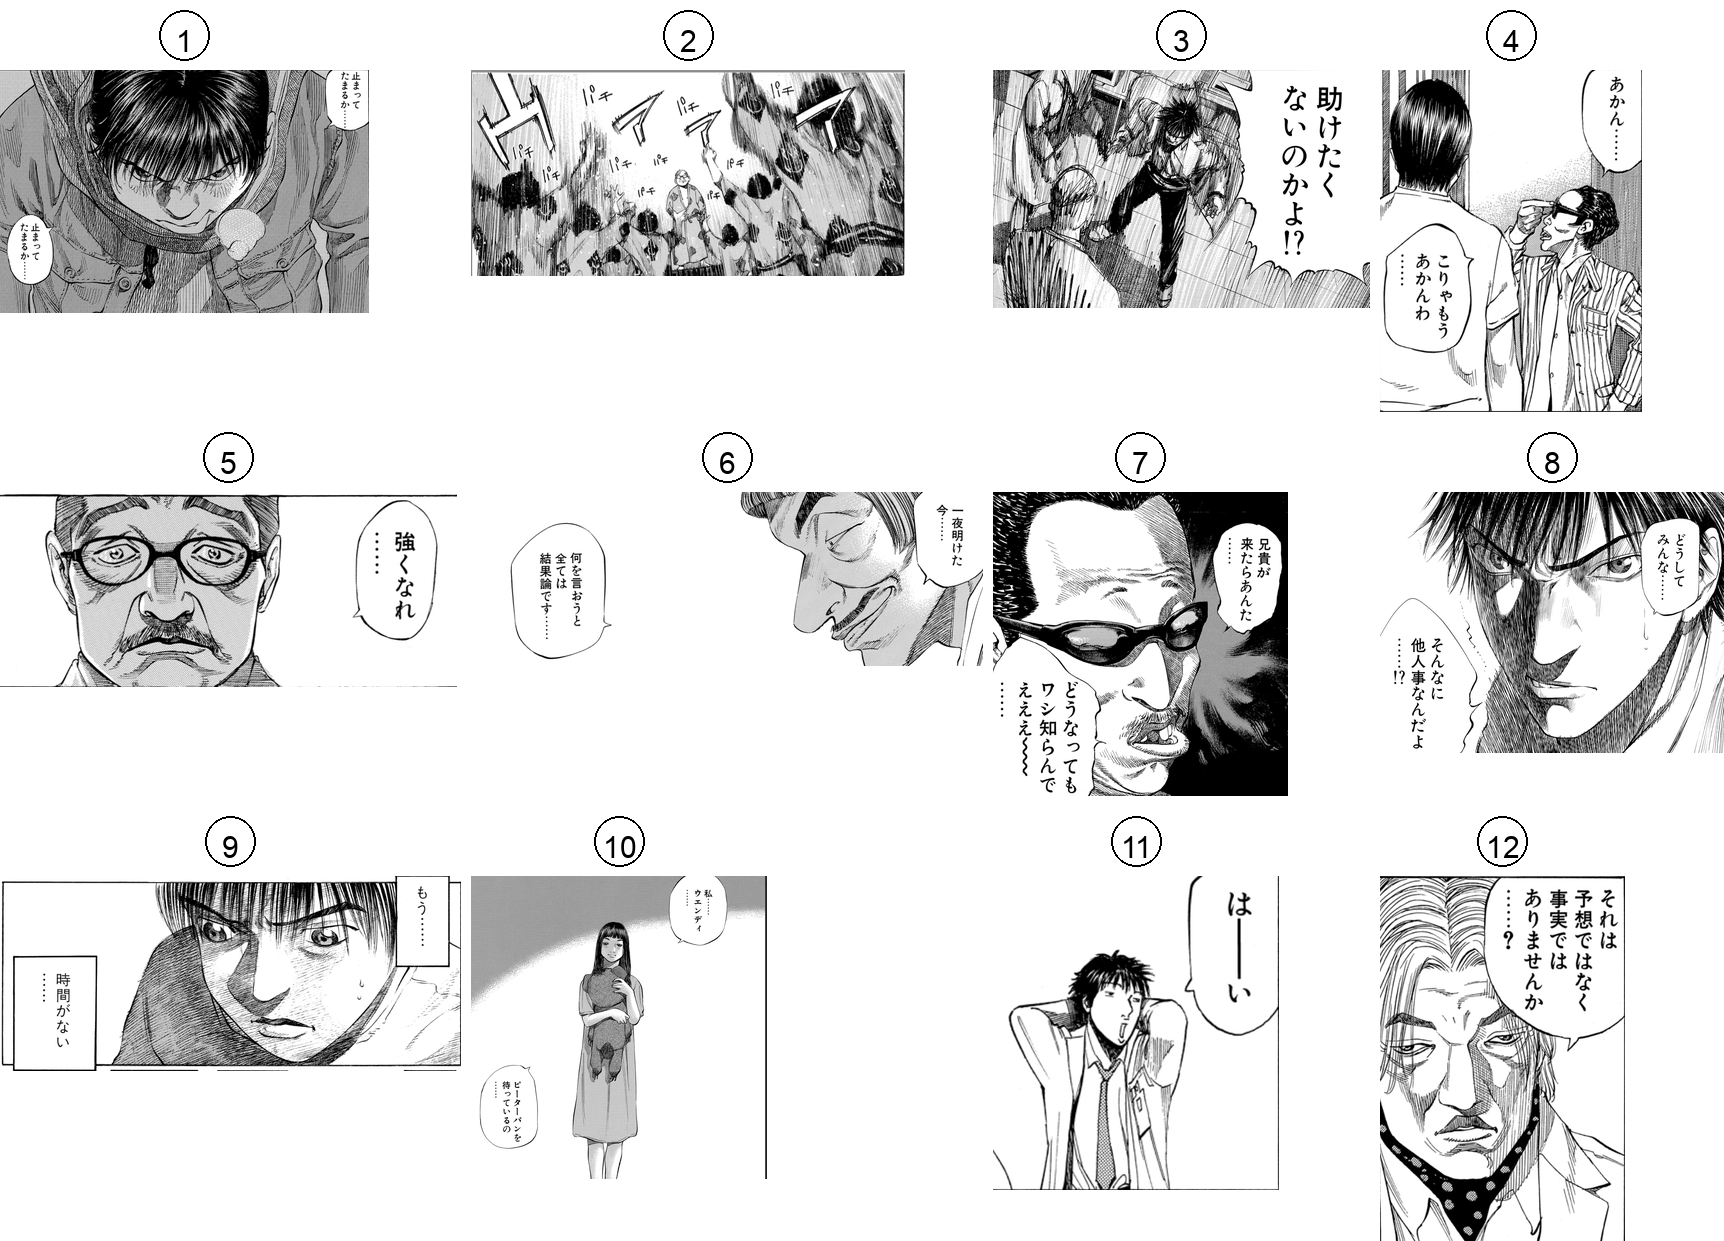 1
止まって
たまるか……
止まって
たまるか……
2
パチ
パチ
パチ
パチ
パチ
パチ
パチ
パチ
パチ
パチ
3
助けたく
ないのかよ!?
4
あかん……
こりゃもう
あかんわ
……
5
強くなれ
……
6
一夜明けた
今……
何を言おうと
全ては
結果論です……
7
兄貴が
来たらあんた
……
どうなっても
ワシ知らんで
えええ〜〜〜
……
8
どうして
みんな……
そんなに
他人事なんだよ
……!?
9
もう……
時間がない
……
10
私……
ウエンディ
……
ピーターパンを
待っているの
……
11
はーーい
12
それは
予想ではなく
事実では
ありませんか
……?